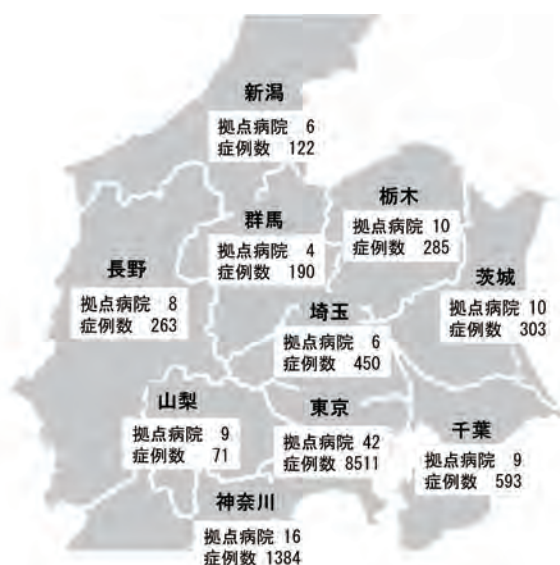 新潟
拠点病院 6
症例数 122
栃木
拠点病院 10
症例数 285
群馬
拠点病院 4
症例数 190
長野
拠点病院 8
症例数 263
茨城
拠点病院 10
症例数 303
埼玉
拠点病院 6
症例数 450
山梨
拠点病院 9
症例数 71
東京
拠点病院 42
症例数 8511
千葉
拠点病院 9
症例数 593
神奈川
拠点病院 16
症例数 1384